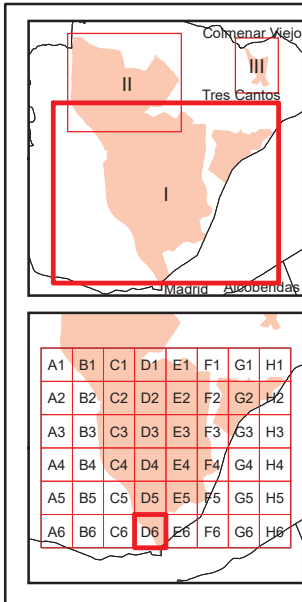 Colmenar Viejo
II
III
Tres Cantos
I
Madrid Alcobendas
A1 B1 C1 D1 E1 F1 G1 H1
A2 B2 C2 D2 E2 F2 G2 H2
A3 B3 C3 D3 E3 F3 G3 H3
A4 B4 C4 D4 E4 F4 G4 H4
A5 B5 C5 D5 E5 F5 G5 H5
A6 B6 C6 D6 E6 F6 G6 H6